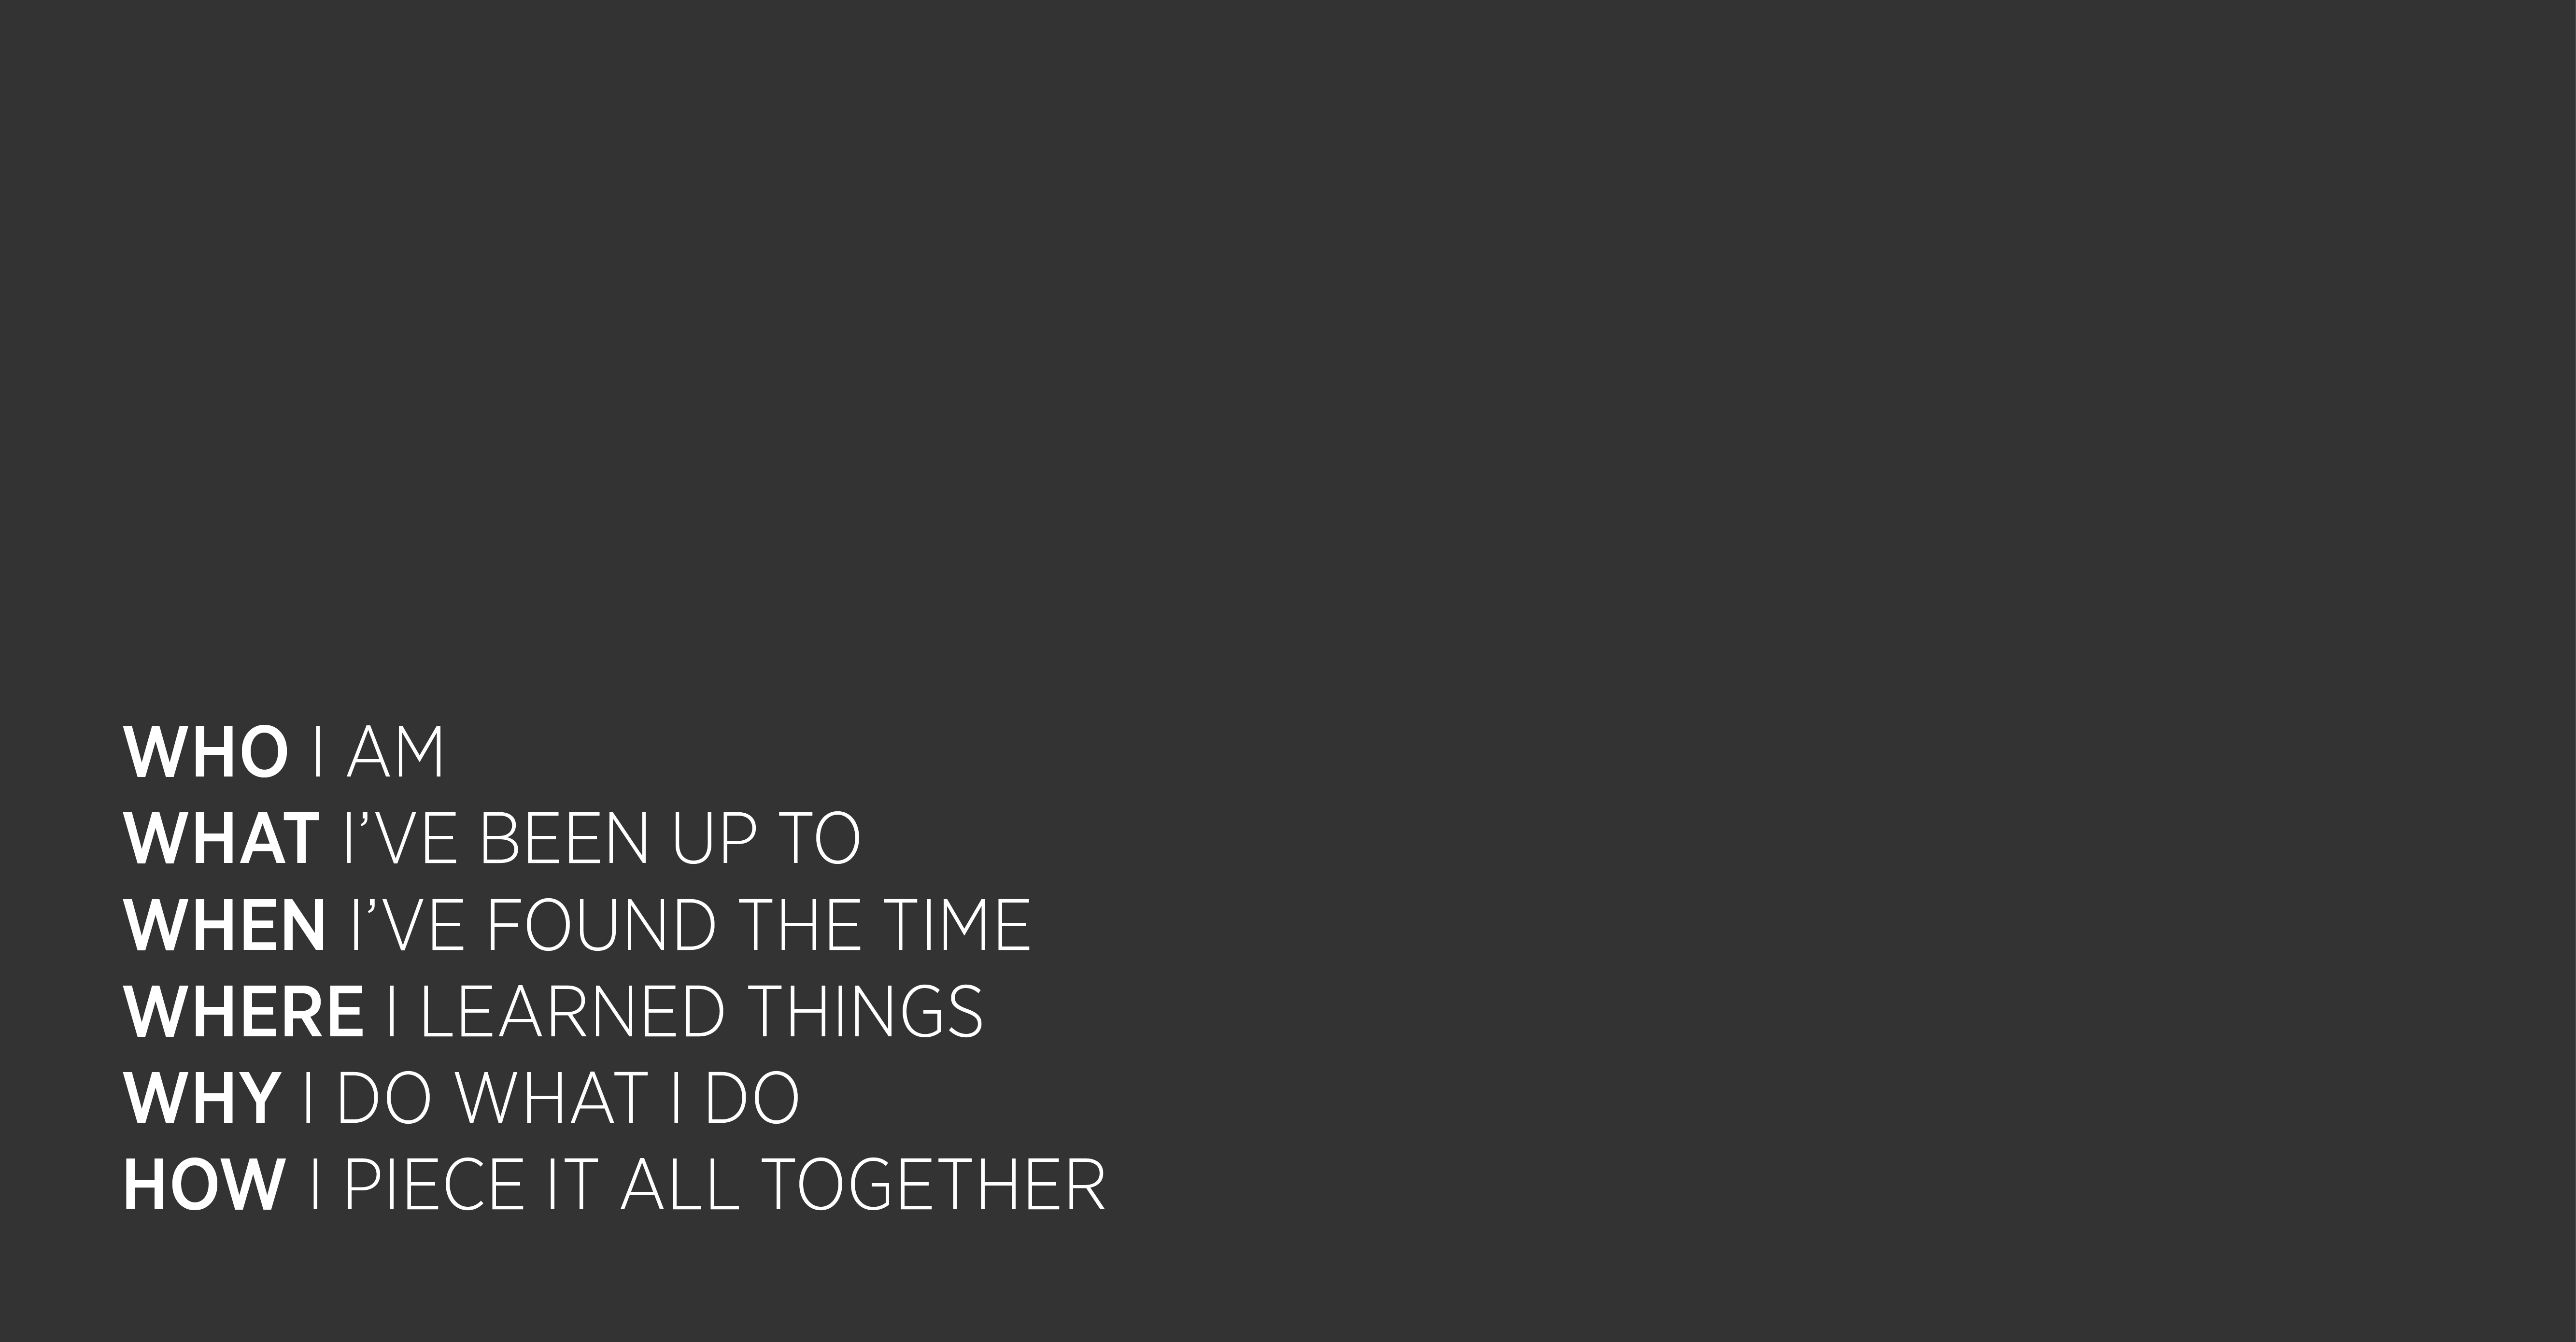 WHO I AM
WHAT I’VE BEEN UP TO
WHEN I’VE FOUND THE TIME
WHERE I LEARNED THINGS
WHY I DO WHAT I DO
HOW I PIECE IT ALL TOGETHER